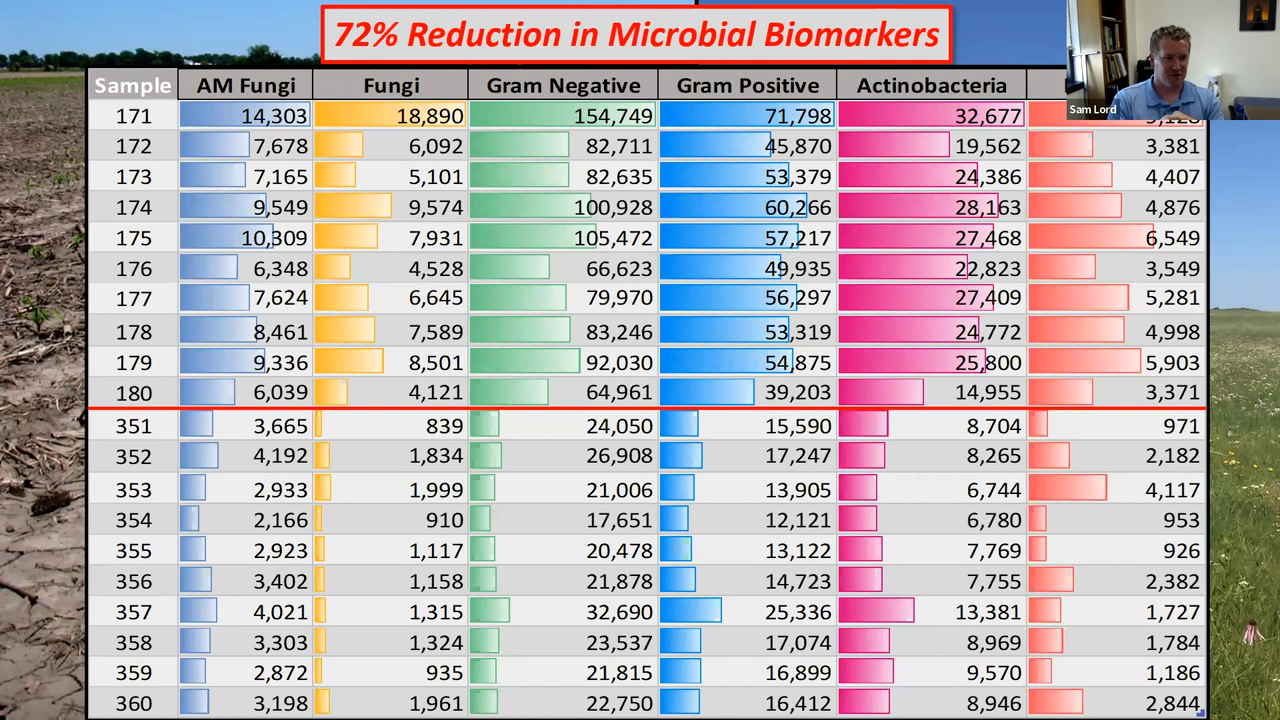 72% Reduction in Microbial Biomarkers
Sam Lord
Sample AM Fungi Fungi Gram Negative Gram Positive Actinobacteria
171 14,303 18,890 154,749 71,798 32,677
172 7,678 6,092 82,711 45,870 19,562 3,381
173 7,165 5,101 82,635 53,379 24,386 4,407
174 9,549 9,574 100,928 60,266 28,163 4,876
175 10,309 7,931 105,472 57,217 27,468 6,549
176 6,348 4,528 66,623 49,935 22,823 3,549
177 7,624 6,645 79,970 56,297 27,409 5,281
178 8,461 7,589 83,246 53,319 24,772 4,998
179 9,336 8,501 92,030 54,875 25,800 5,903
180 6,039 4,121 64,961 39,203 14,955 3,371
351 3,665 839 24,050 15,590 8,704 971
352 4,192 1,834 26,908 17,247 8,265 2,182
353 2,933 1,999 21,006 13,905 6,744 4,117
354 2,166 910 17,651 12,121 6,780 953
355 2,923 1,117 20,478 13,122 7,769 926
356 3,402 1,158 21,878 14,723 7,755 2,382
357 4,021 1,315 32,690 25,336 13,381 1,727
358 3,303 1,324 23,537 17,074 8,969 1,784
359 2,872 935 21,815 16,899 9,570 1,186
360 3,198 1,961 22,750 16,412 8,946 2,844